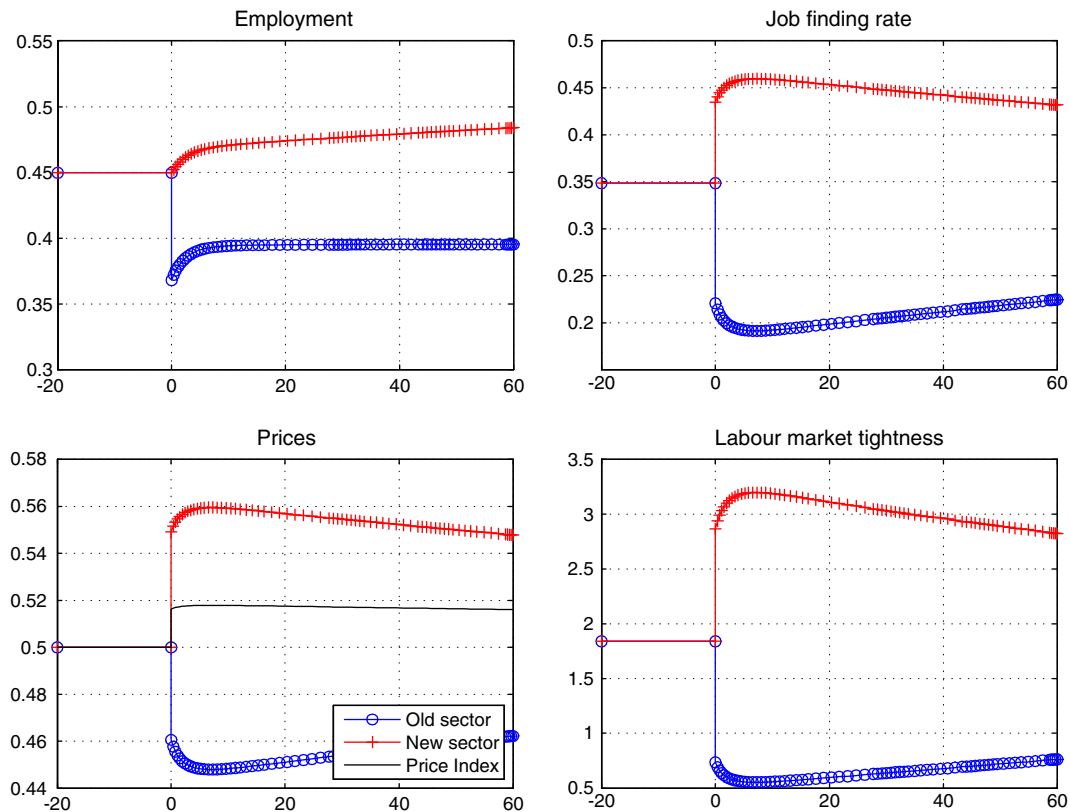 Employment
0.55
0.5
0.45
0.4
0.35
0.3
-20 0 20 40 60
Job finding rate
0.5
0.45
0.4
0.35
0.3
0.25
0.2
-20 0 20 40 60
Prices
0.58
0.56
0.54
0.52
0.5
0.48
0.46
0.44
-20 0 20 40 60
Old sector
New sector
Price Index
Labour market tightness
3.5
3
2.5
2
1.5
1
0.5
-20 0 20 40 60